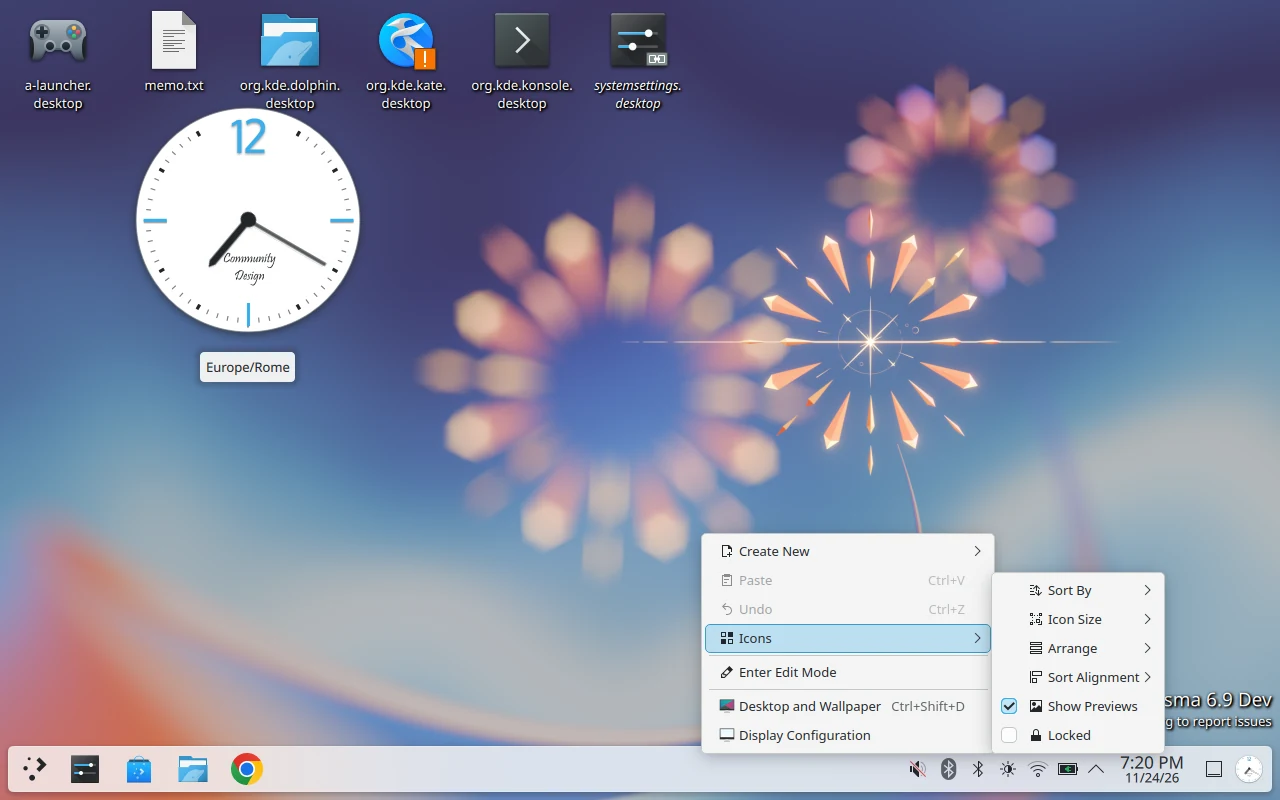 a-launcher.
desktop
memo.txt
org.kde.dolphin.
desktop
org.kde.kate.
desktop
org.kde.konsole.
desktop
systemsettings.
desktop
12
Community
Design
Europe/Rome
Create New
Paste Ctrl+V
Undo Ctrl+Z
Icons
Enter Edit Mode
Desktop and Wallpaper Ctrl+Shift+D
Display Configuration
Sort By
Icon Size
Arrange
Sort Alignment
Show Previews
Locked
6.9 Dev
to report issues
7:20 PM
11/24/26